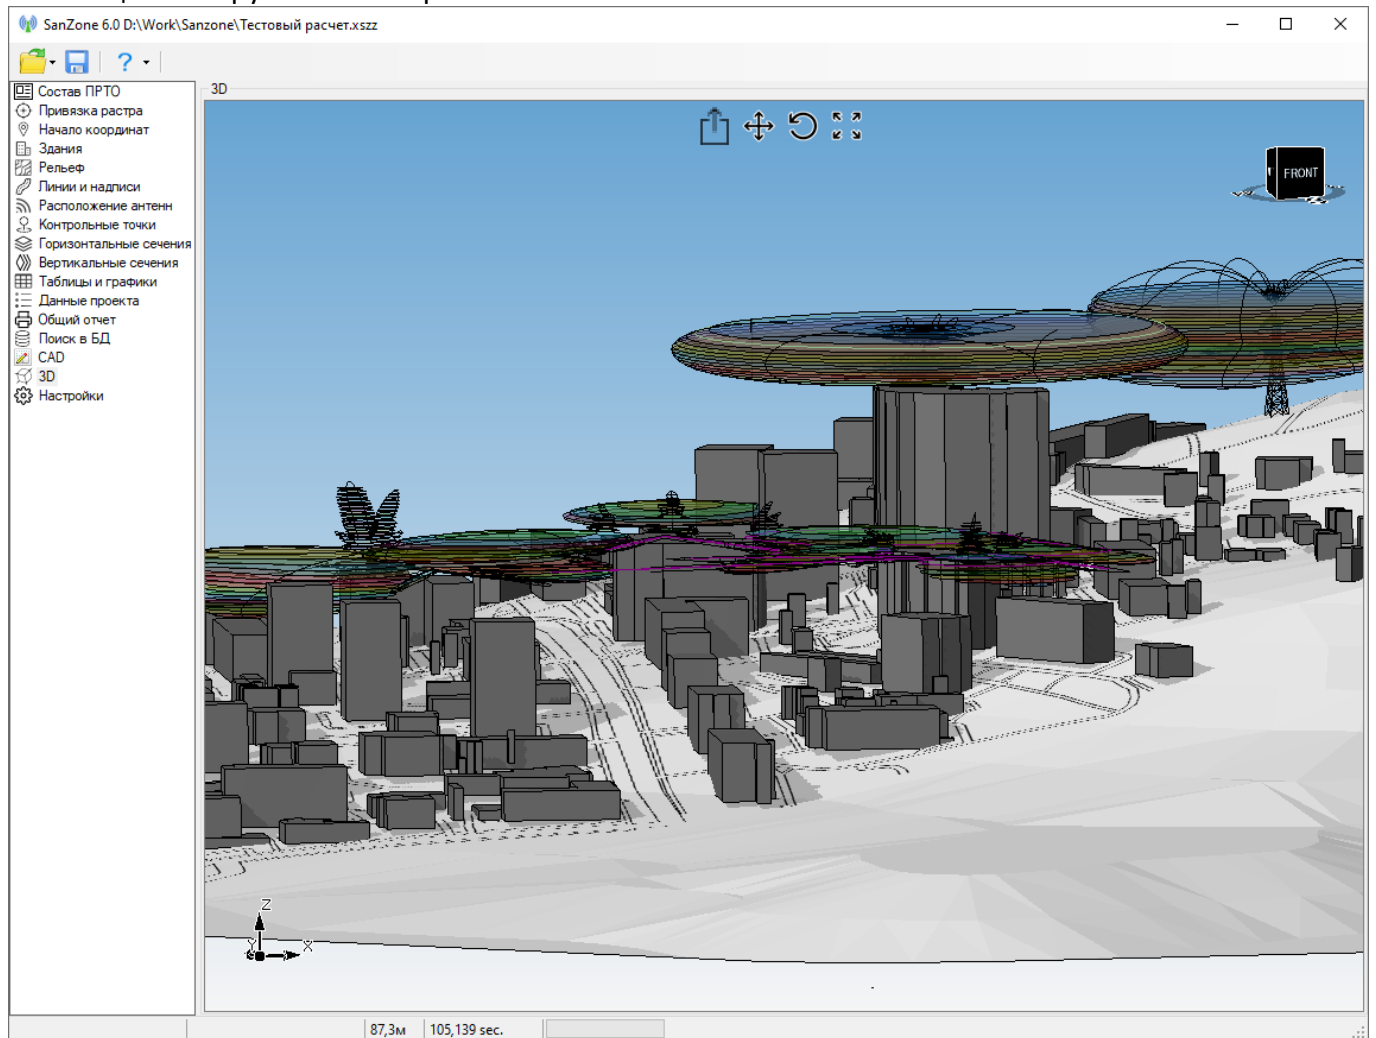 SanZone 6.0 D:\Work\Sanzone\Тестовый расчет.xszz
Состав ПРТО
Привязка растра
Начало координат
Здания
Рельеф
Линии и надписи
Расположение антенн
Контрольные точки
Горизонтальные сечения
Вертикальные сечения
Таблицы и графики
Данные проекта
Общий отчет
Поиск в БД
CAD
3D
Настройки
3D
FRONT
Z
Y
X
87,3м
105,139 sec.